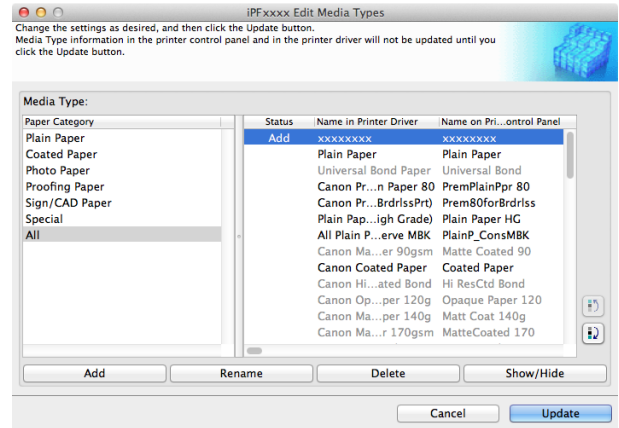 iPFxxxx Edit Media Types
Change the settings as desired, and then click the Update button.
Media Type information in the printer control panel and in the printer driver will not be updated until you
click the Update button.
Media Type:
Paper Category Status Name in Printer Driver Name on Pri...ontrol Panel
Plain Paper Add xxxxxxxx xxxxxxxx
Coated Paper Plain Paper Plain Paper
Photo Paper Universal Bond Paper Universal Bond
Proofing Paper Canon Pr...n Paper 80 PremPlainPpr 80
Sign/CAD Paper Canon Pr...BrdrlssPrt) Prem80forBrdrlss
Special Plain Pap...igh Grade) Plain Paper HG
All All Plain P...erve MBK PlainP_ConsMBK
Canon Ma...er 90gsm Matte Coated 90
Canon Coated Paper Coated Paper
Canon Hi...ated Bond Hi ResCtd Bond
Canon Op...per 120g Opaque Paper 120
Canon Ma...per 140g Matt Coat 140g
Canon Ma...r 170gsm MatteCoated 170
Add Rename Delete Show/Hide
Cancel Update